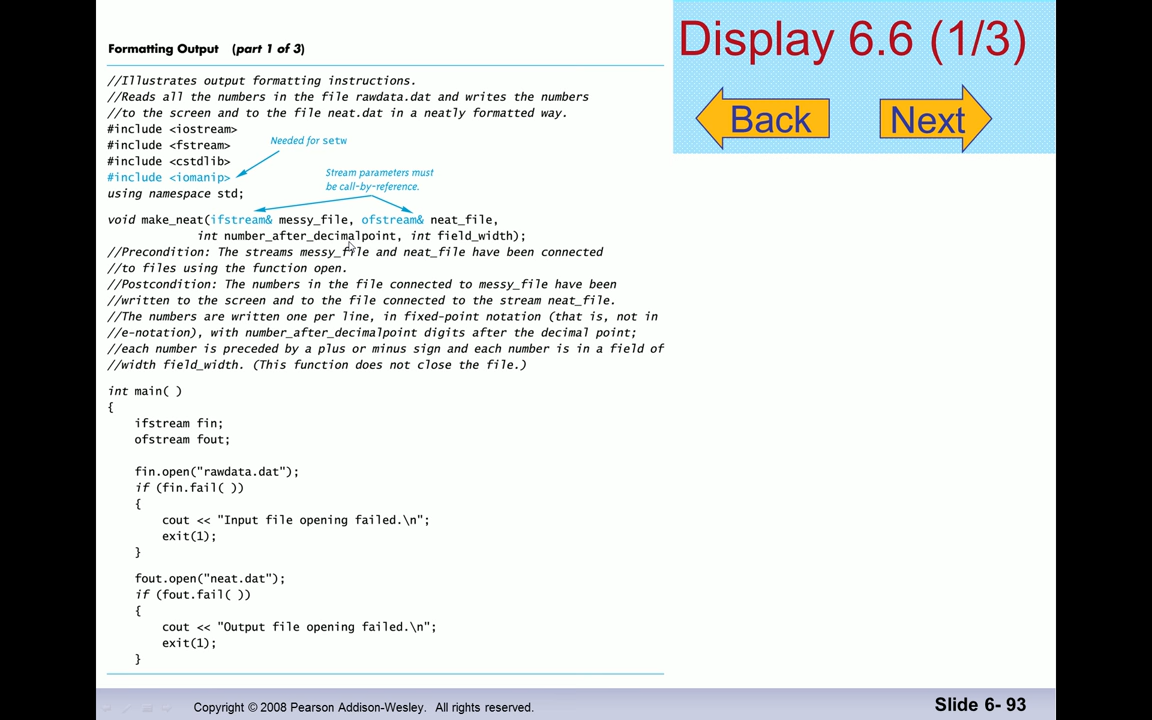 Formatting Output (part 1 of 3)
//Illustrates output formatting instructions.
//Reads all the numbers in the file rawdata.dat and writes the numbers
//to the screen and to the file neat.dat in a neatly formatted way.
#include <iostream>
#include <fstream>
#include <cstdlib>
#include <iomanip>
using namespace std;
Needed for setw
Stream parameters must
be call-by-reference.
void make_neat(ifstream& messy_file, ofstream& neat_file,
int number_after_decimalpoint, int field_width);
//Precondition: The streams messy_file and neat_file have been connected
//to files using the function open.
//Postcondition: The numbers in the file connected to messy_file have been
//written to the screen and to the file connected to the stream neat_file.
//The numbers are written one per line, in fixed-point notation (that is, not in
//e-notation), with number_after_decimalpoint digits after the decimal point;
//each number is preceded by a plus or minus sign and each number is in a field of
//width field_width. (This function does not close the file.)
int main( )
{
ifstream fin;
ofstream fout;
fin.open("rawdata.dat");
if (fin.fail( ))
{
cout << "Input file opening failed.\n";
exit(1);
}
fout.open("neat.dat");
if (fout.fail( ))
{
cout << "Output file opening failed.\n";
exit(1);
}
Display 6.6 (1/3)
Back
Next
Copyright © 2008 Pearson Addison-Wesley. All rights reserved.
Slide 6- 93